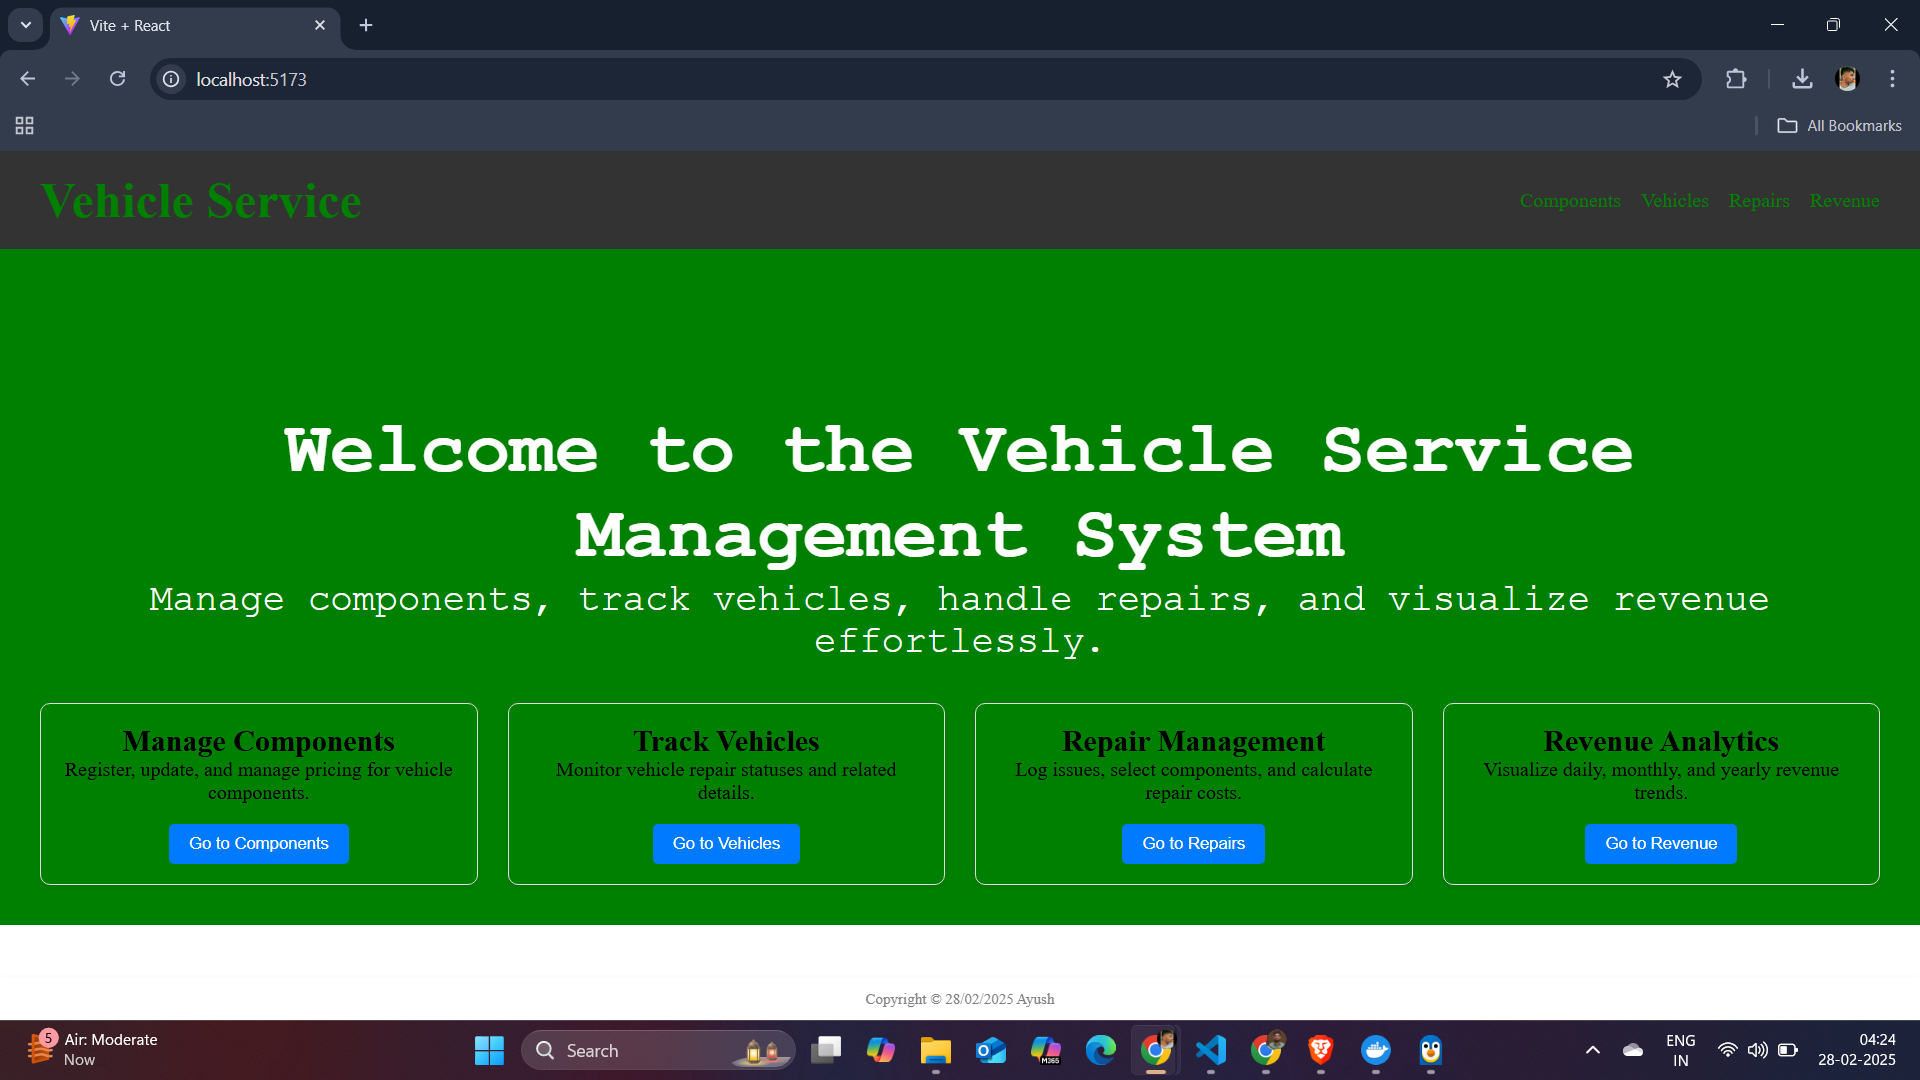 Vite + React
localhost:5173
All Bookmarks
Vehicle Service
Components Vehicles Repairs Revenue
Welcome to the Vehicle Service
Management System
Manage components, track vehicles, handle repairs, and visualize revenue
effortlessly.
Manage Components
Register, update, and manage pricing for vehicle
components.
Go to Components
Track Vehicles
Monitor vehicle repair statuses and related
details.
Go to Vehicles
Repair Management
Log issues, select components, and calculate
repair costs.
Go to Repairs
Revenue Analytics
Visualize daily, monthly, and yearly revenue
trends.
Go to Revenue
Copyright © 28/02/2025 Ayush
5
Air: Moderate
Now
Search
M365
ENG
IN
04:24
28-02-2025